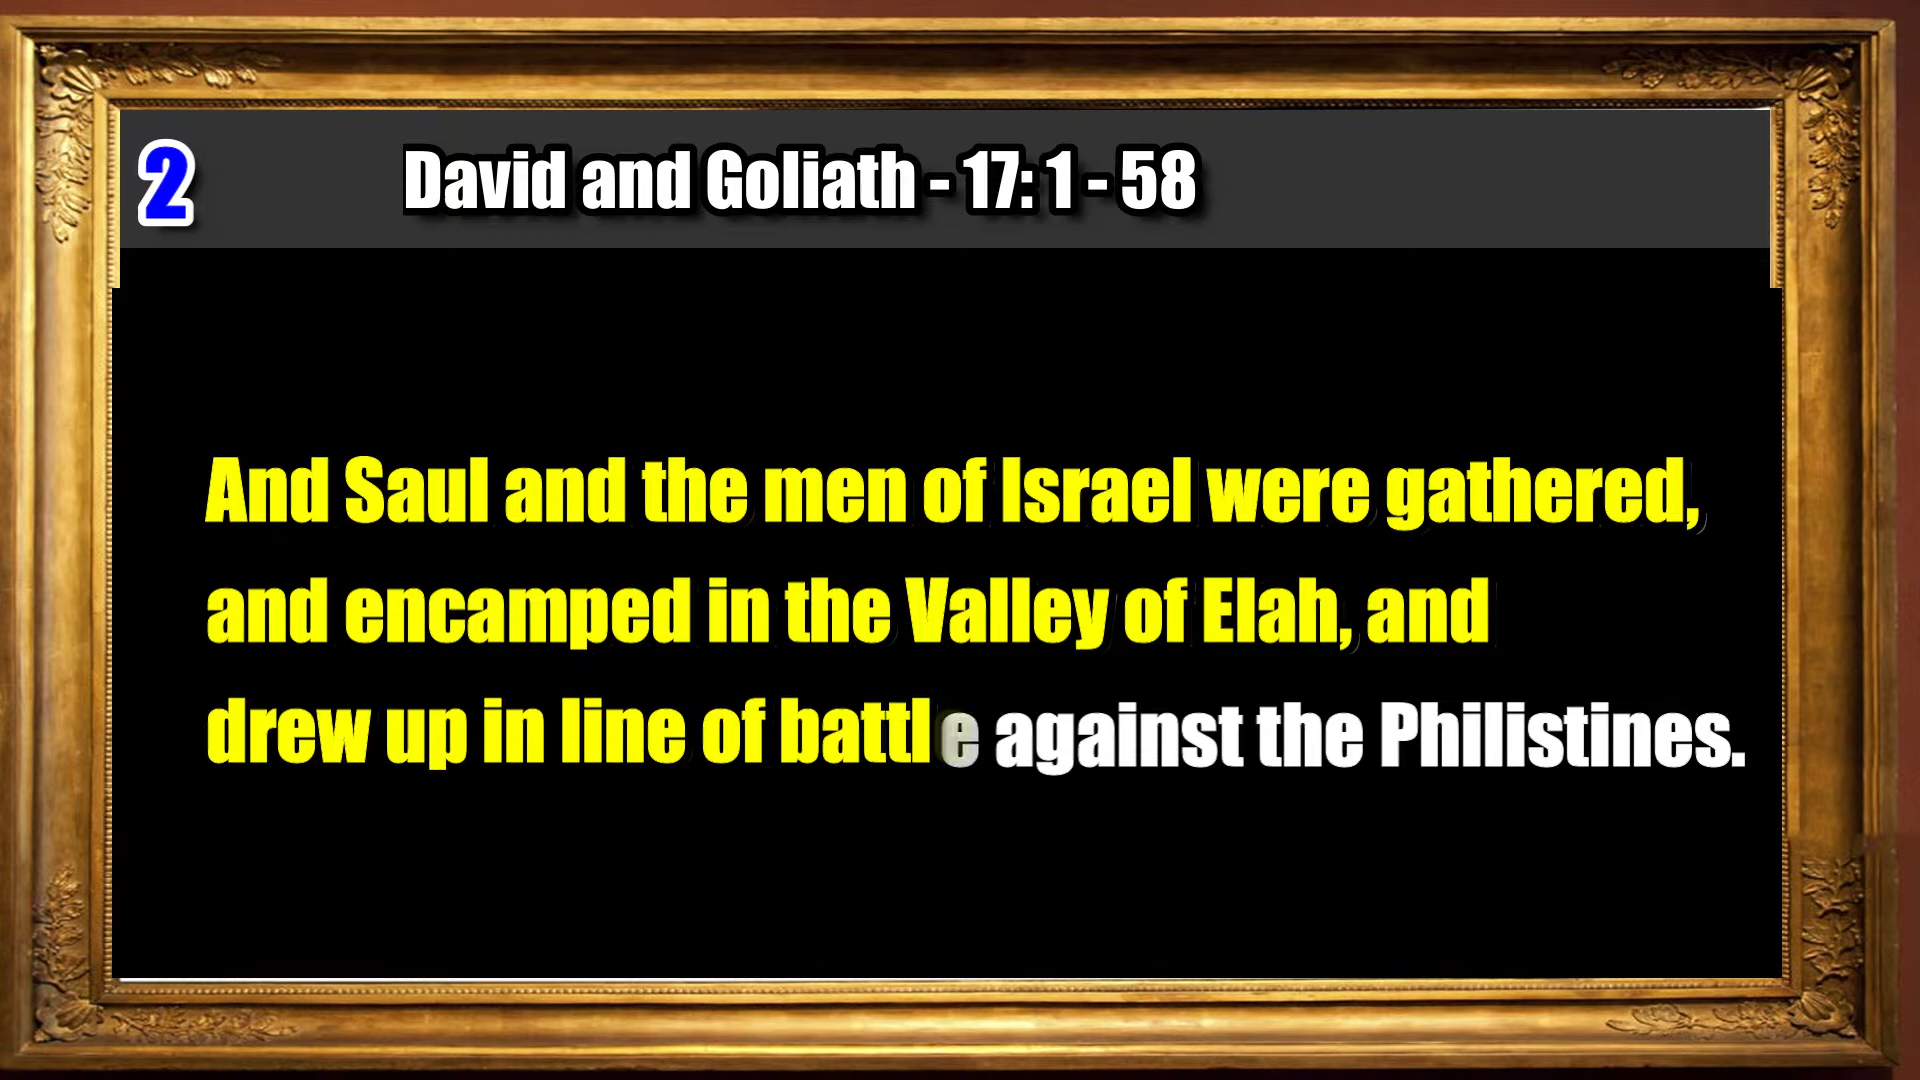 2 David and Goliath - 17: 1 - 58
And Saul and the men of Israel were gathered,
and encamped in the Valley of Elah, and
drew up in line of battle against the Philistines.